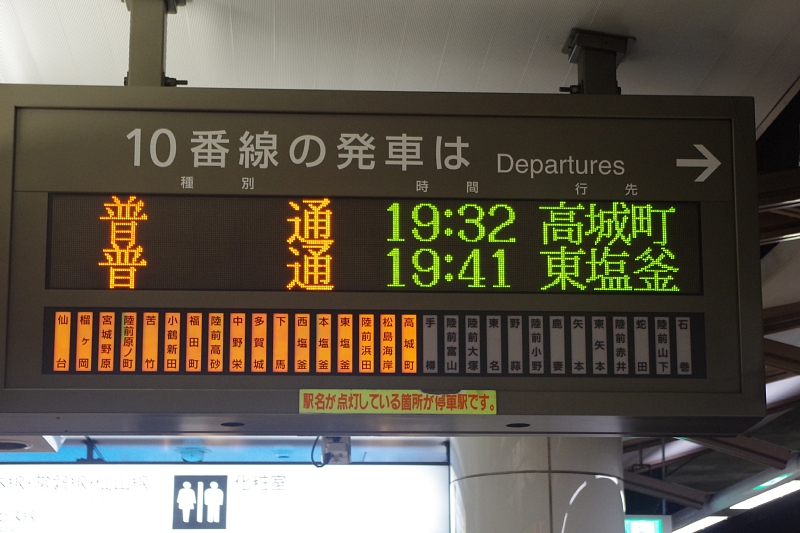 10番線の発車は Departures →
種別 時間 行先
普通 19:32 高城町
普通 19:41 東塩釜
仙台 榴ヶ岡 宮城野原 陸前原ノ町 苦竹 小鶴新田 福田町 陸前高砂 中野栄 多賀城 下馬 西塩釜 本塩釜 東塩釜 陸前浜田 松島海岸 高城町 手樽 陸前富山 陸前大塚 東名 野蒜 陸前小野 鹿妻 矢本 東矢本 陸前赤井 蛇田 陸前山下 石巻
駅名が点灯している箇所が停車駅です。
化粧室